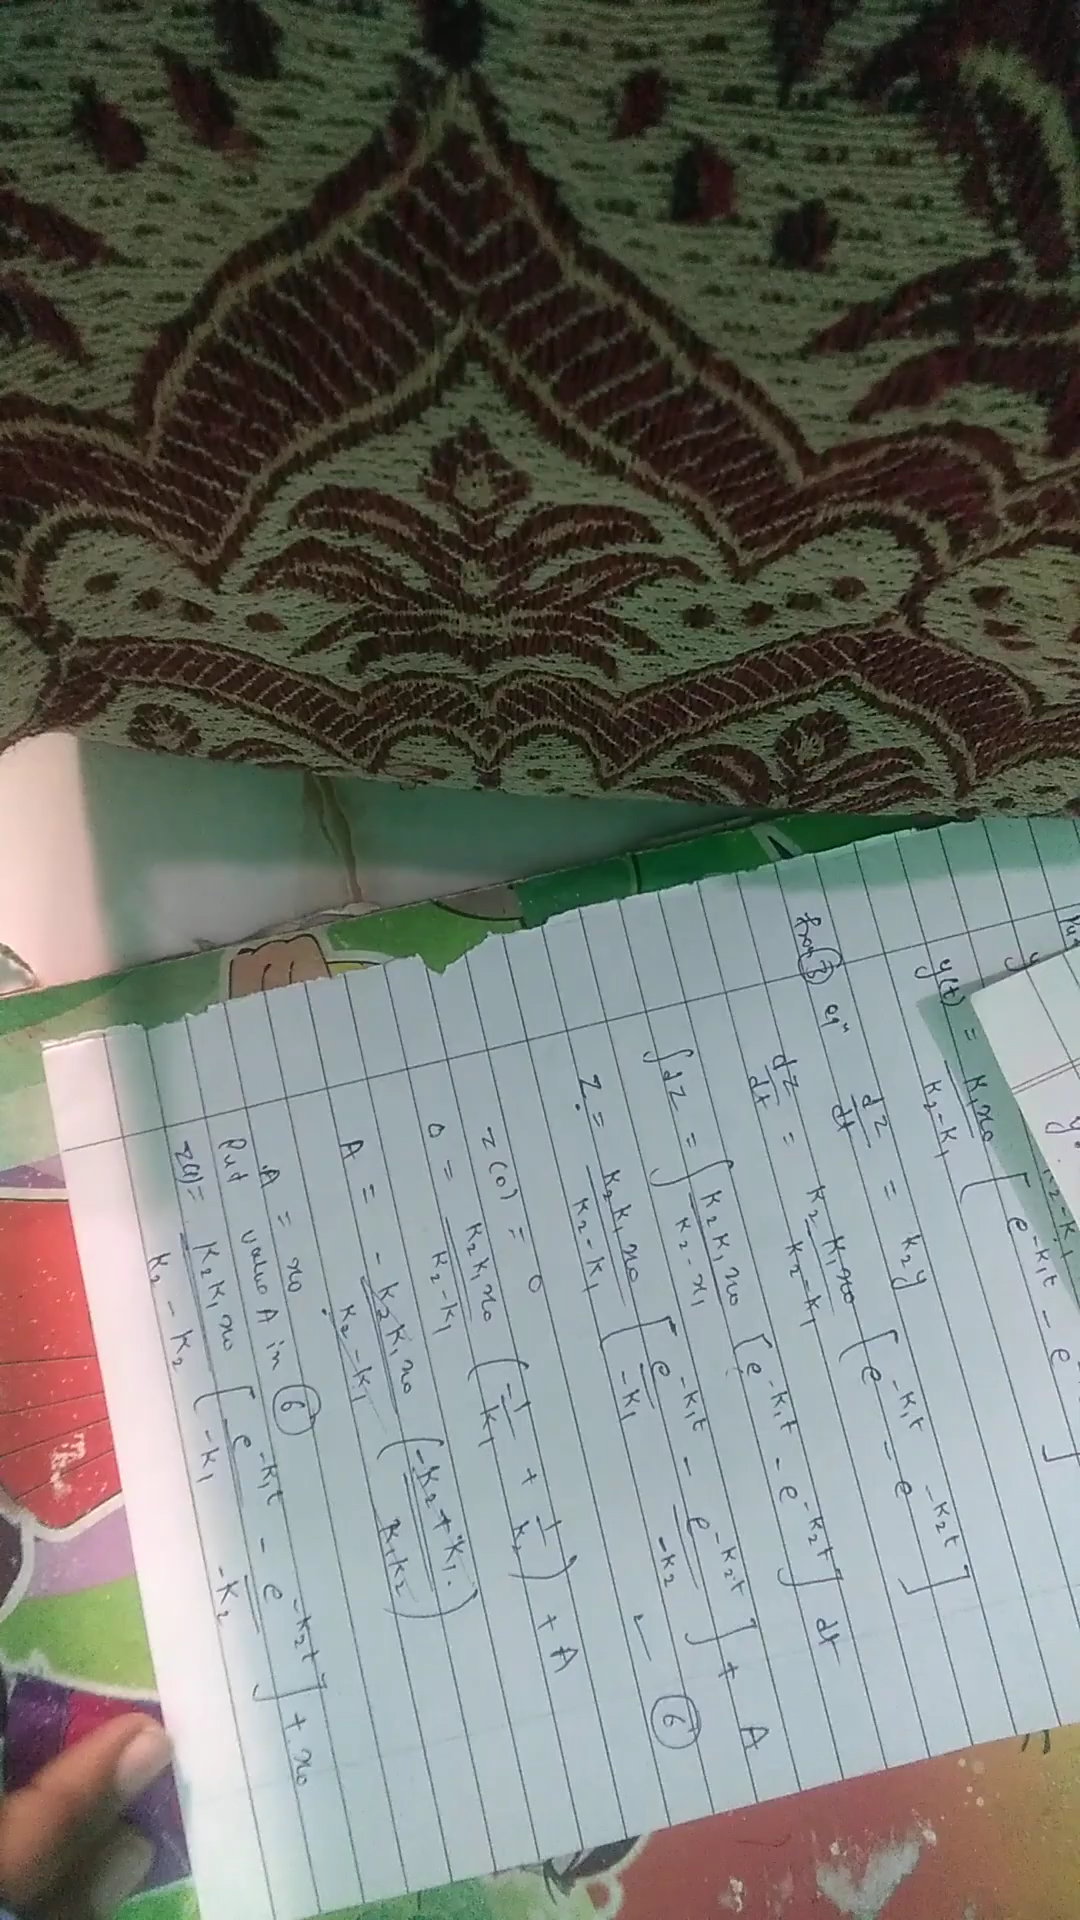 y(t) = K₁x₀ / K₂-K₁ [ e^-K₁t - e
from ③ eqⁿ dz/dt = K₂y
dz/dt = K₂K₁x₀ / K₂-K₁ [ e^-K₁t = e^-K₂t ]
∫dz = ∫ K₂K₁x₀ / K₂-x₁ [ e^-K₁t - e^-K₂t ] dt
Z = K₂K₁x₀ / K₂-K₁ [ e^-K₁t / -K₁ - e^-K₂t / -K₂ ] + A — ⑥
z(0) = 0
0 = K₂K₁x₀ / K₂-K₁ ( -1/K₁ + 1/K₂ ) + A
A = - K₂K₁x₀ / K₂-K₁ ( -K₂+K₁ / K₁K₂ )
A = x₀
Put value A in ⑥
z(t) = K₂K₁x₀ / K₂-K₂ [ e^-K₁t / -K₁ - e^-K₂t / -K₂ ] + x₀